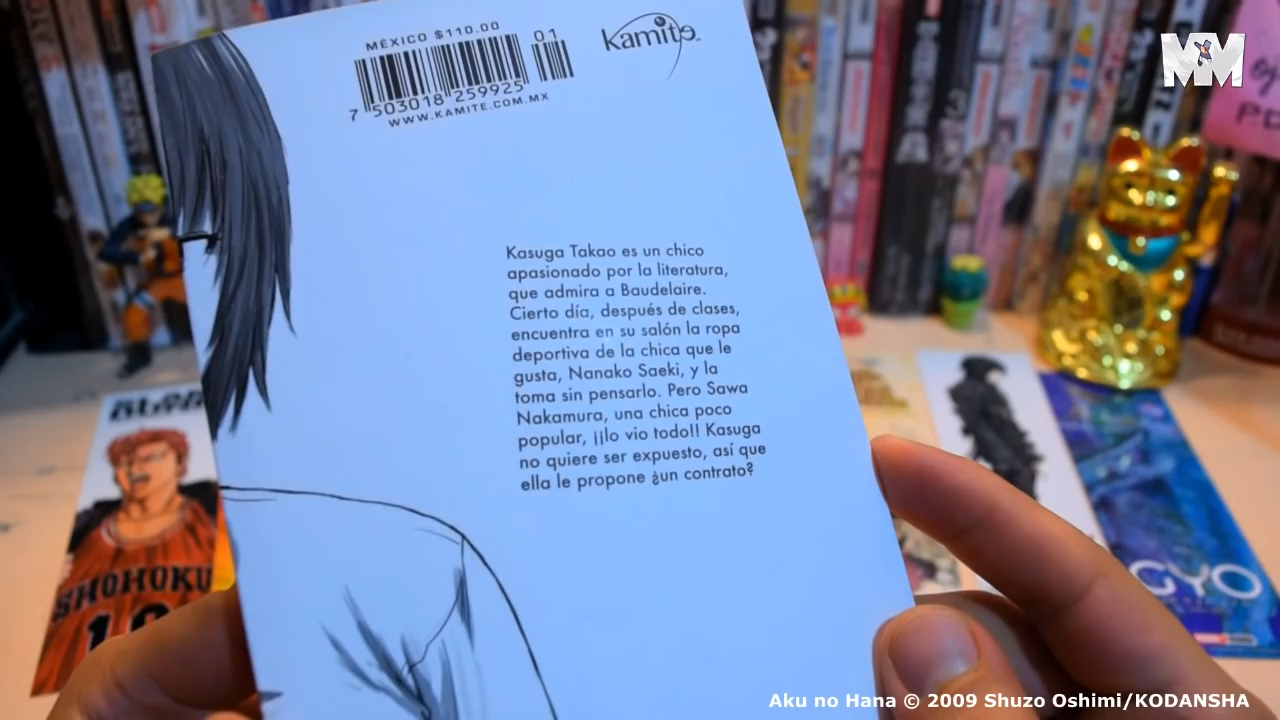 MÉXICO $110.00
01
7 503018 259925
WWW.KAMITE.COM.MX
Kamite
MXM
Kasuga Takao es un chico
apasionado por la literatura,
que admira a Baudelaire.
Cierto día, después de clases,
encuentra en su salón la ropa
deportiva de la chica que le
gusta, Nanako Saeki, y la
toma sin pensarlo. Pero Sawa
Nakamura, una chica poco
popular, ¡¡lo vio todo!! Kasuga
no quiere ser expuesto, así que
ella le propone ¿un contrato?
SHOHOKU
10
GYO
Aku no Hana © 2009 Shuzo Oshimi/KODANSHA